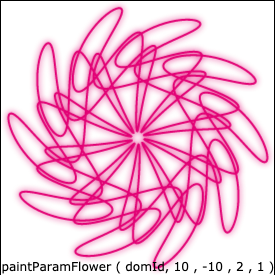 paintParamFlower ( domId, 10 , -10 , 2 , 1 )